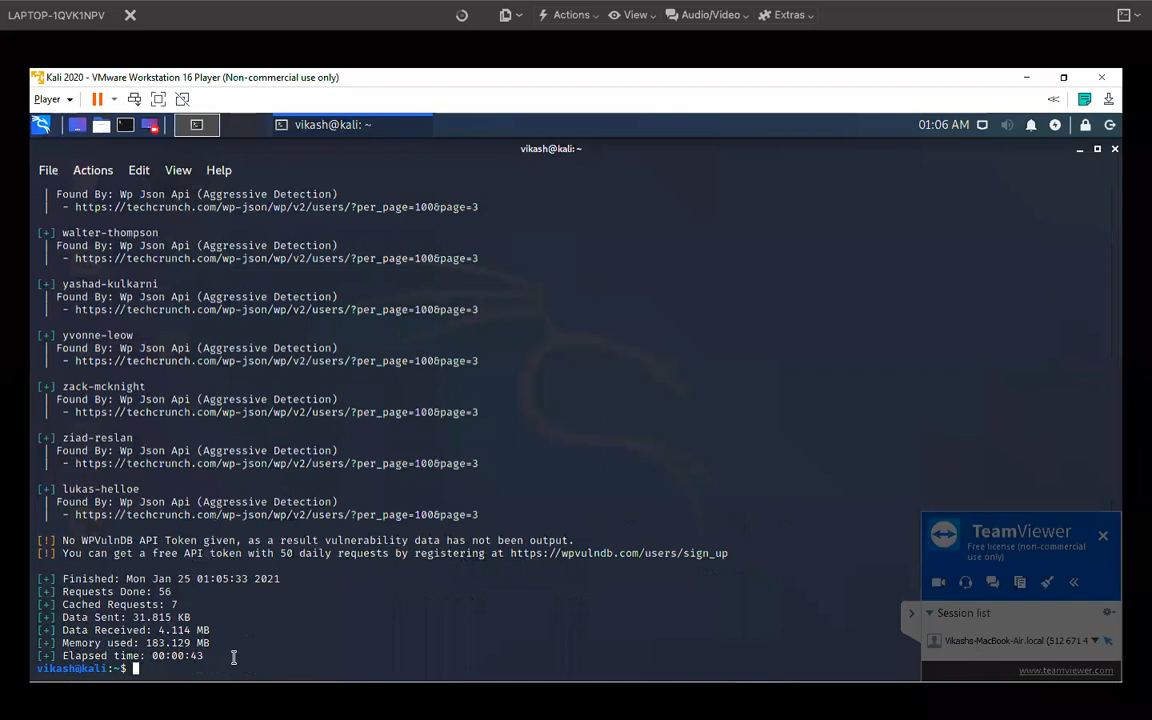 LAPTOP-1QVK1NPV
Actions
View
Audio/Video
Extras
Kali 2020 - VMware Workstation 16 Player (Non-commercial use only)
Player
vikash@kali: ~
01:06 AM
vikash@kali: ~
File Actions Edit View Help
| Found By: Wp Json Api (Aggressive Detection)
| - https://techcrunch.com/wp-json/wp/v2/users/?per_page=100&page=3
[+] walter-thompson
| Found By: Wp Json Api (Aggressive Detection)
| - https://techcrunch.com/wp-json/wp/v2/users/?per_page=100&page=3
[+] yashad-kulkarni
| Found By: Wp Json Api (Aggressive Detection)
| - https://techcrunch.com/wp-json/wp/v2/users/?per_page=100&page=3
[+] yvonne-leow
| Found By: Wp Json Api (Aggressive Detection)
| - https://techcrunch.com/wp-json/wp/v2/users/?per_page=100&page=3
[+] zack-mcknight
| Found By: Wp Json Api (Aggressive Detection)
| - https://techcrunch.com/wp-json/wp/v2/users/?per_page=100&page=3
[+] ziad-reslan
| Found By: Wp Json Api (Aggressive Detection)
| - https://techcrunch.com/wp-json/wp/v2/users/?per_page=100&page=3
[+] lukas-helloe
| Found By: Wp Json Api (Aggressive Detection)
| - https://techcrunch.com/wp-json/wp/v2/users/?per_page=100&page=3
[!] No WPVulnDB API Token given, as a result vulnerability data has not been output.
[!] You can get a free API token with 50 daily requests by registering at https://wpvulndb.com/users/sign_up
[+] Finished: Mon Jan 25 01:05:33 2021
[+] Requests Done: 56
[+] Cached Requests: 7
[+] Data Sent: 31.815 KB
[+] Data Received: 4.114 MB
[+] Memory used: 183.129 MB
[+] Elapsed time: 00:00:43
vikash@kali:~$
TeamViewer
Free license (non-commercial
use only)
Session list
Vikashs-MacBook-Air.local (512 671 4
www.teamviewer.com